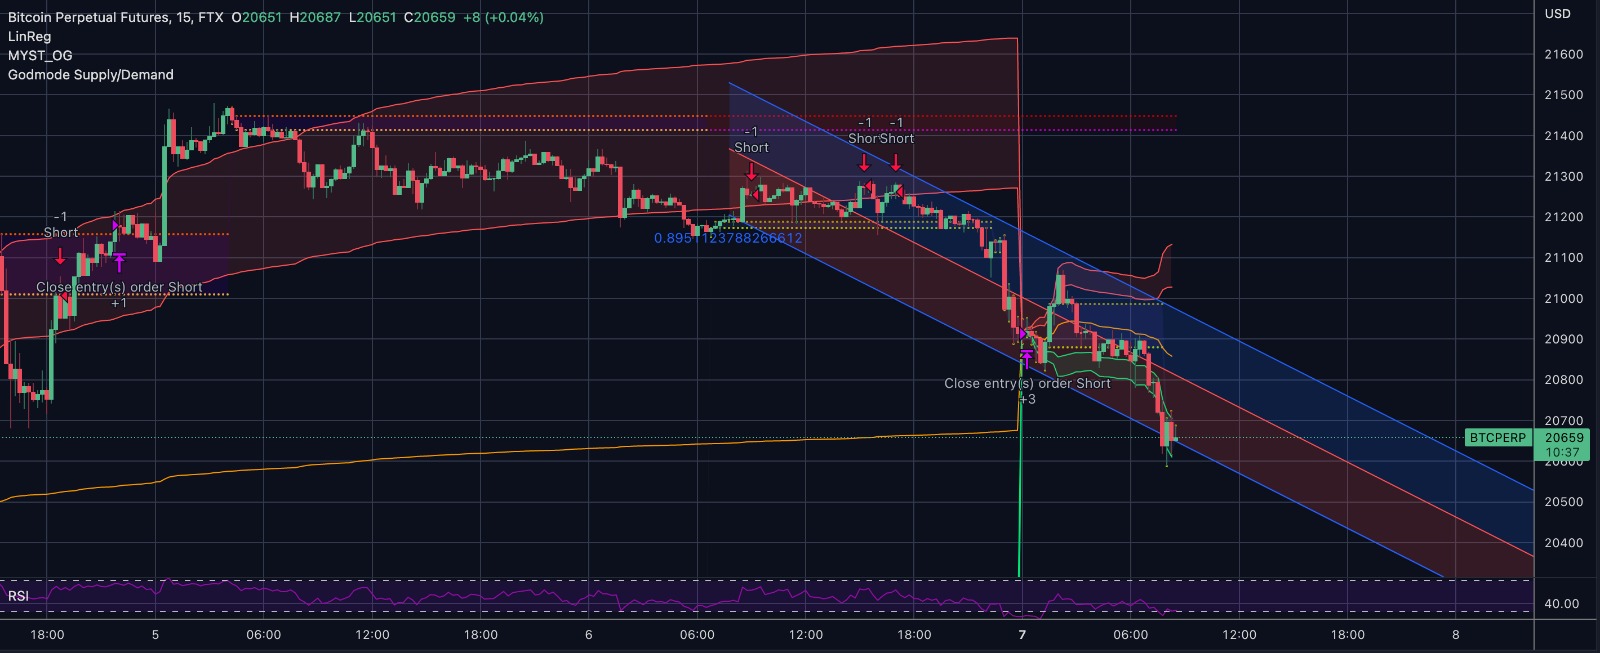 Bitcoin Perpetual Futures, 15, FTX O20651 H20687 L20651 C20659 +8 (+0.04%)
LinReg
MYST_OG
Godmode Supply/Demand
USD
21600
21500
21400
21300
21200
21100
21000
20900
20800
20700
BTCPERP 20659
10:37
20600
20500
20400
-1
Short
Close entry(s) order Short
+1
-1
Short
-1 -1
Short Short
0.8951123788266612
Close entry(s) order Short
+3
RSI
40.00
18:00 5 06:00 12:00 18:00 6 06:00 12:00 18:00 7 06:00 12:00 18:00 8